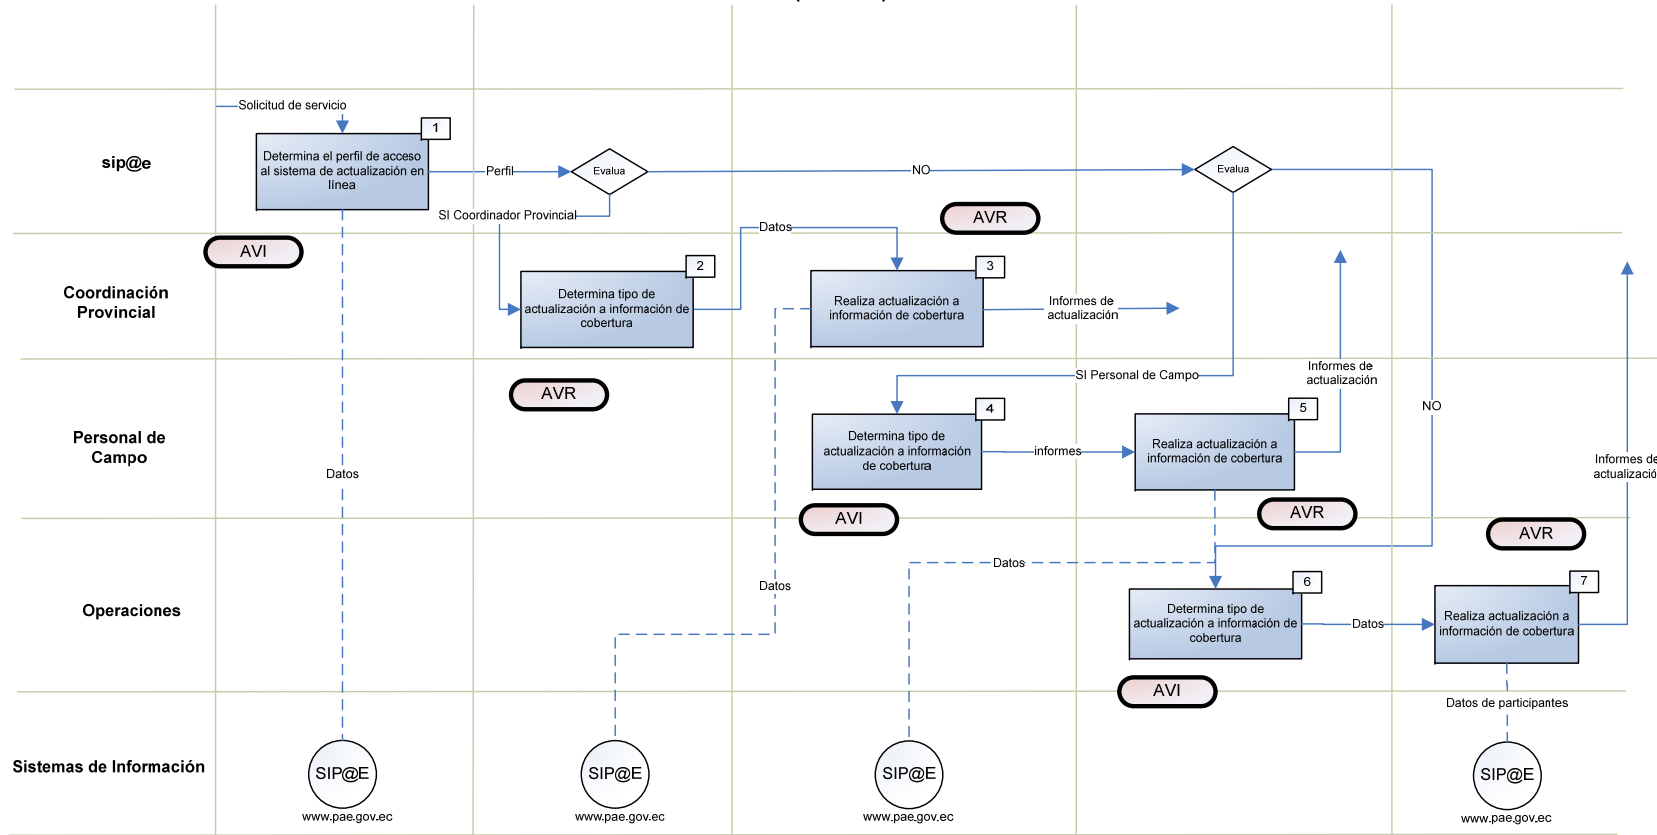 Solicitud de servicio
1
sip@e
Determina el perfil de acceso
al sistema de actualización en
línea
Perfil
Evalua
NO
Evalua
SI Coordinador Provincial
AVR
Datos
AVI
Coordinación
Provincial
2
Determina tipo de
actualización a información de
cobertura
3
Realiza actualización a
información de cobertura
Informes de
actualización
SI Personal de Campo
Informes de
actualización
AVR
NO
Personal de
Campo
4
Determina tipo de
actualización a información
de cobertura
informes
5
Realiza actualización a
información de cobertura
Informes de
actualizació
Datos
AVI
AVR
AVR
Datos
Datos
Operaciones
6
Determina tipo de
actualización a información de
cobertura
Datos
7
Realiza actualización a
información de cobertura
AVI
Datos de participantes
Sistemas de Información
SIP@E
SIP@E
SIP@E
SIP@E
www.pae.gov.ec
www.pae.gov.ec
www.pae.gov.ec
www.pae.gov.ec